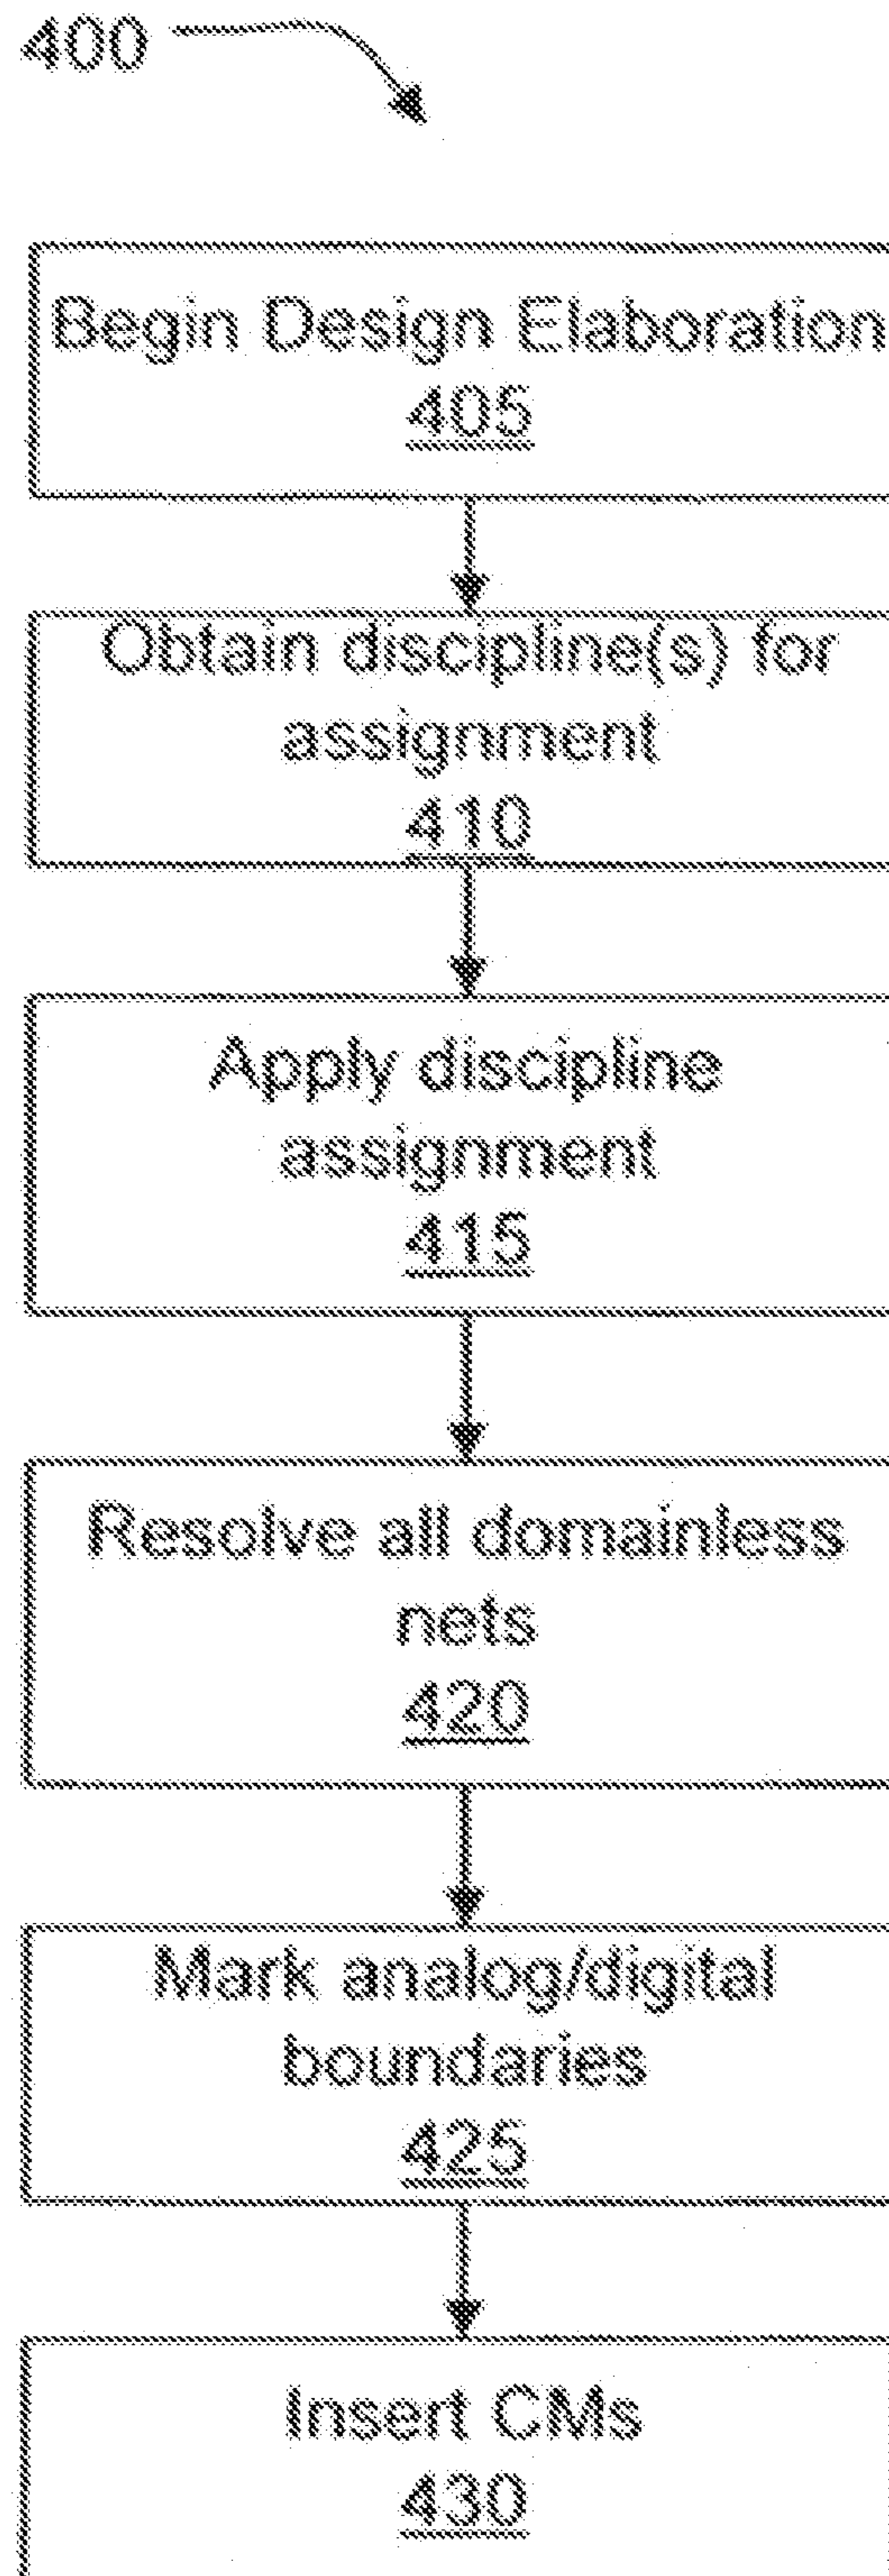 400
Begin Design Elaboration
405
Obtain discipline(s) for
assignment
410
Apply discipline
assignment
415
Resolve all domainless
nets
420
Mark analog/digital
boundaries
425
Insert CMs
430